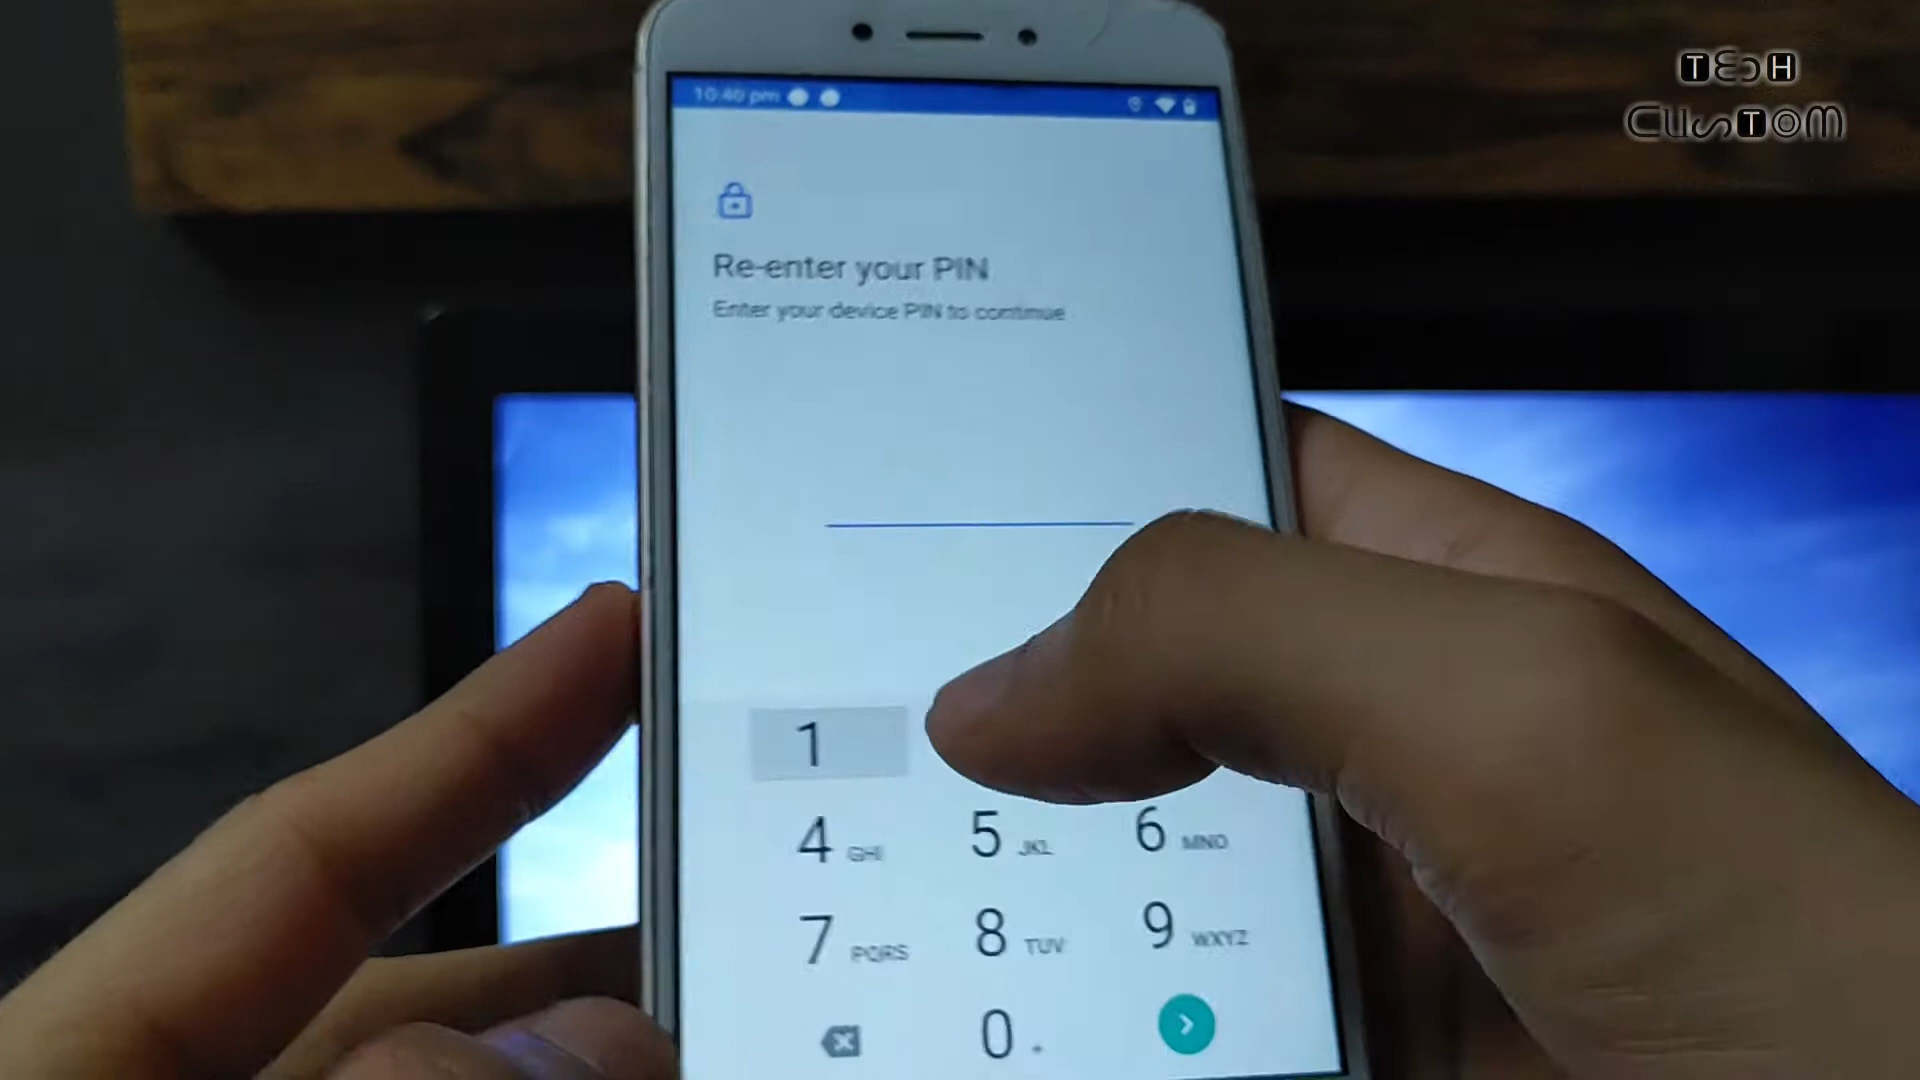 TECH
CUSTOM
10:40 pm
Re-enter your PIN
Enter your device PIN to continue
1
4 GHI 5 JKL 6 MNO
7 PQRS 8 TUV 9 WXYZ
0 +